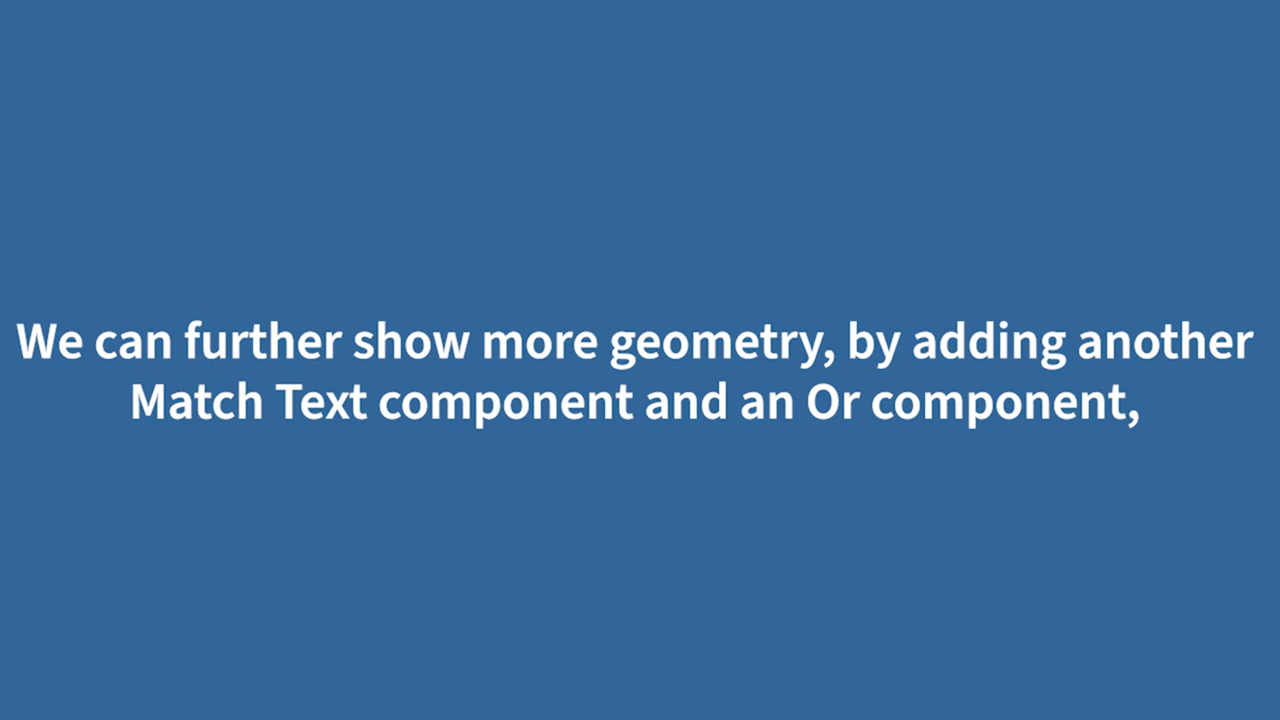 We can further show more geometry, by adding another
Match Text component and an Or component,